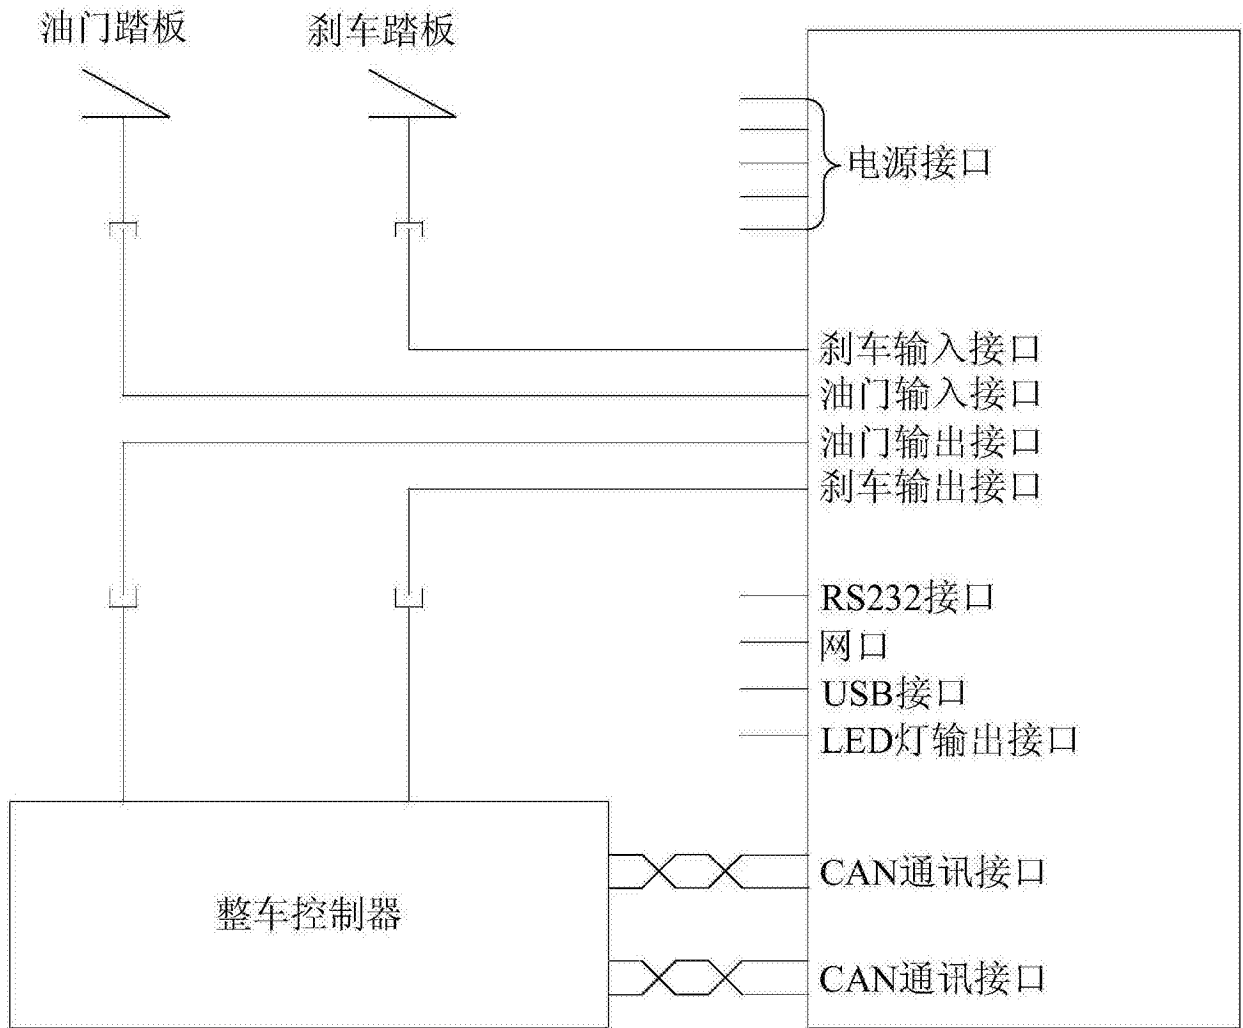 油门踏板
刹车踏板
电源接口
刹车输入接口
油门输入接口
油门输出接口
刹车输出接口
RS232接口
网口
USB接口
LED灯输出接口
CAN通讯接口
整车控制器
CAN通讯接口